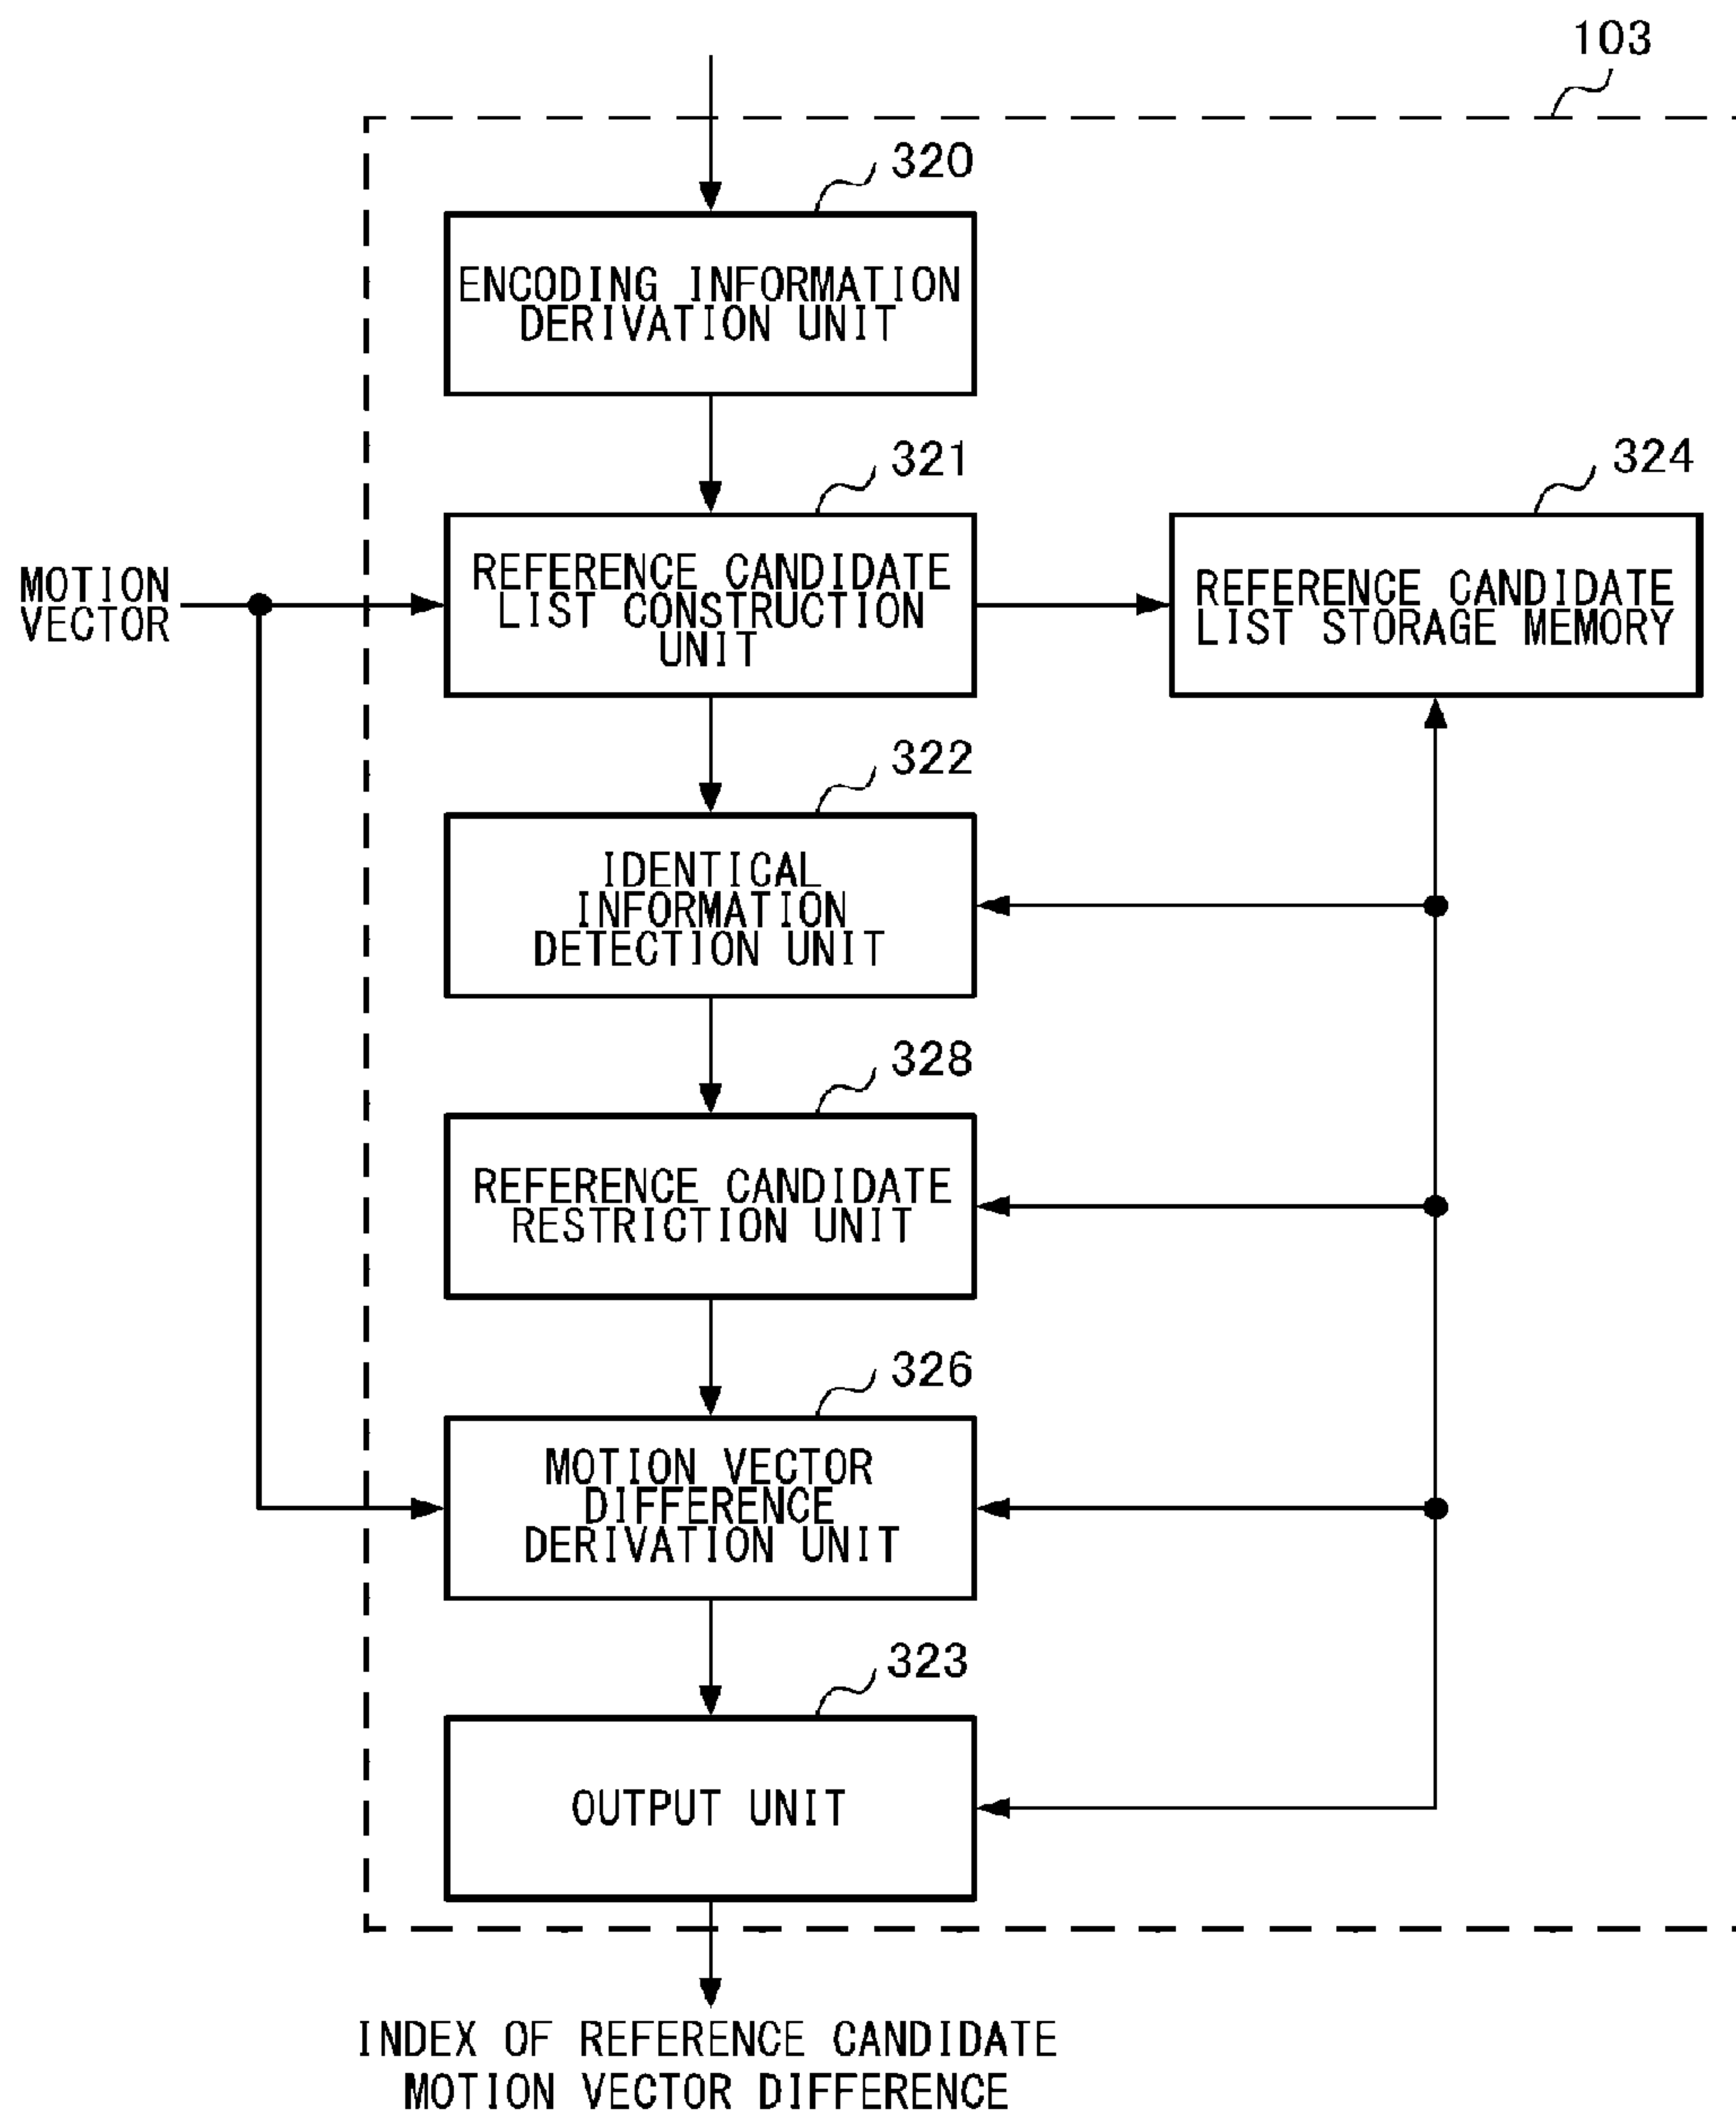 103
320
ENCODING INFORMATION
DERIVATION UNIT
321
324
MOTION
VECTOR
REFERENCE CANDIDATE
LIST CONSTRUCTION
UNIT
REFERENCE CANDIDATE
LIST STORAGE MEMORY
322
IDENTICAL
INFORMATION
DETECTION UNIT
328
REFERENCE CANDIDATE
RESTRICTION UNIT
326
MOTION VECTOR
DIFFERENCE
DERIVATION UNIT
323
OUTPUT UNIT
INDEX OF REFERENCE CANDIDATE
MOTION VECTOR DIFFERENCE